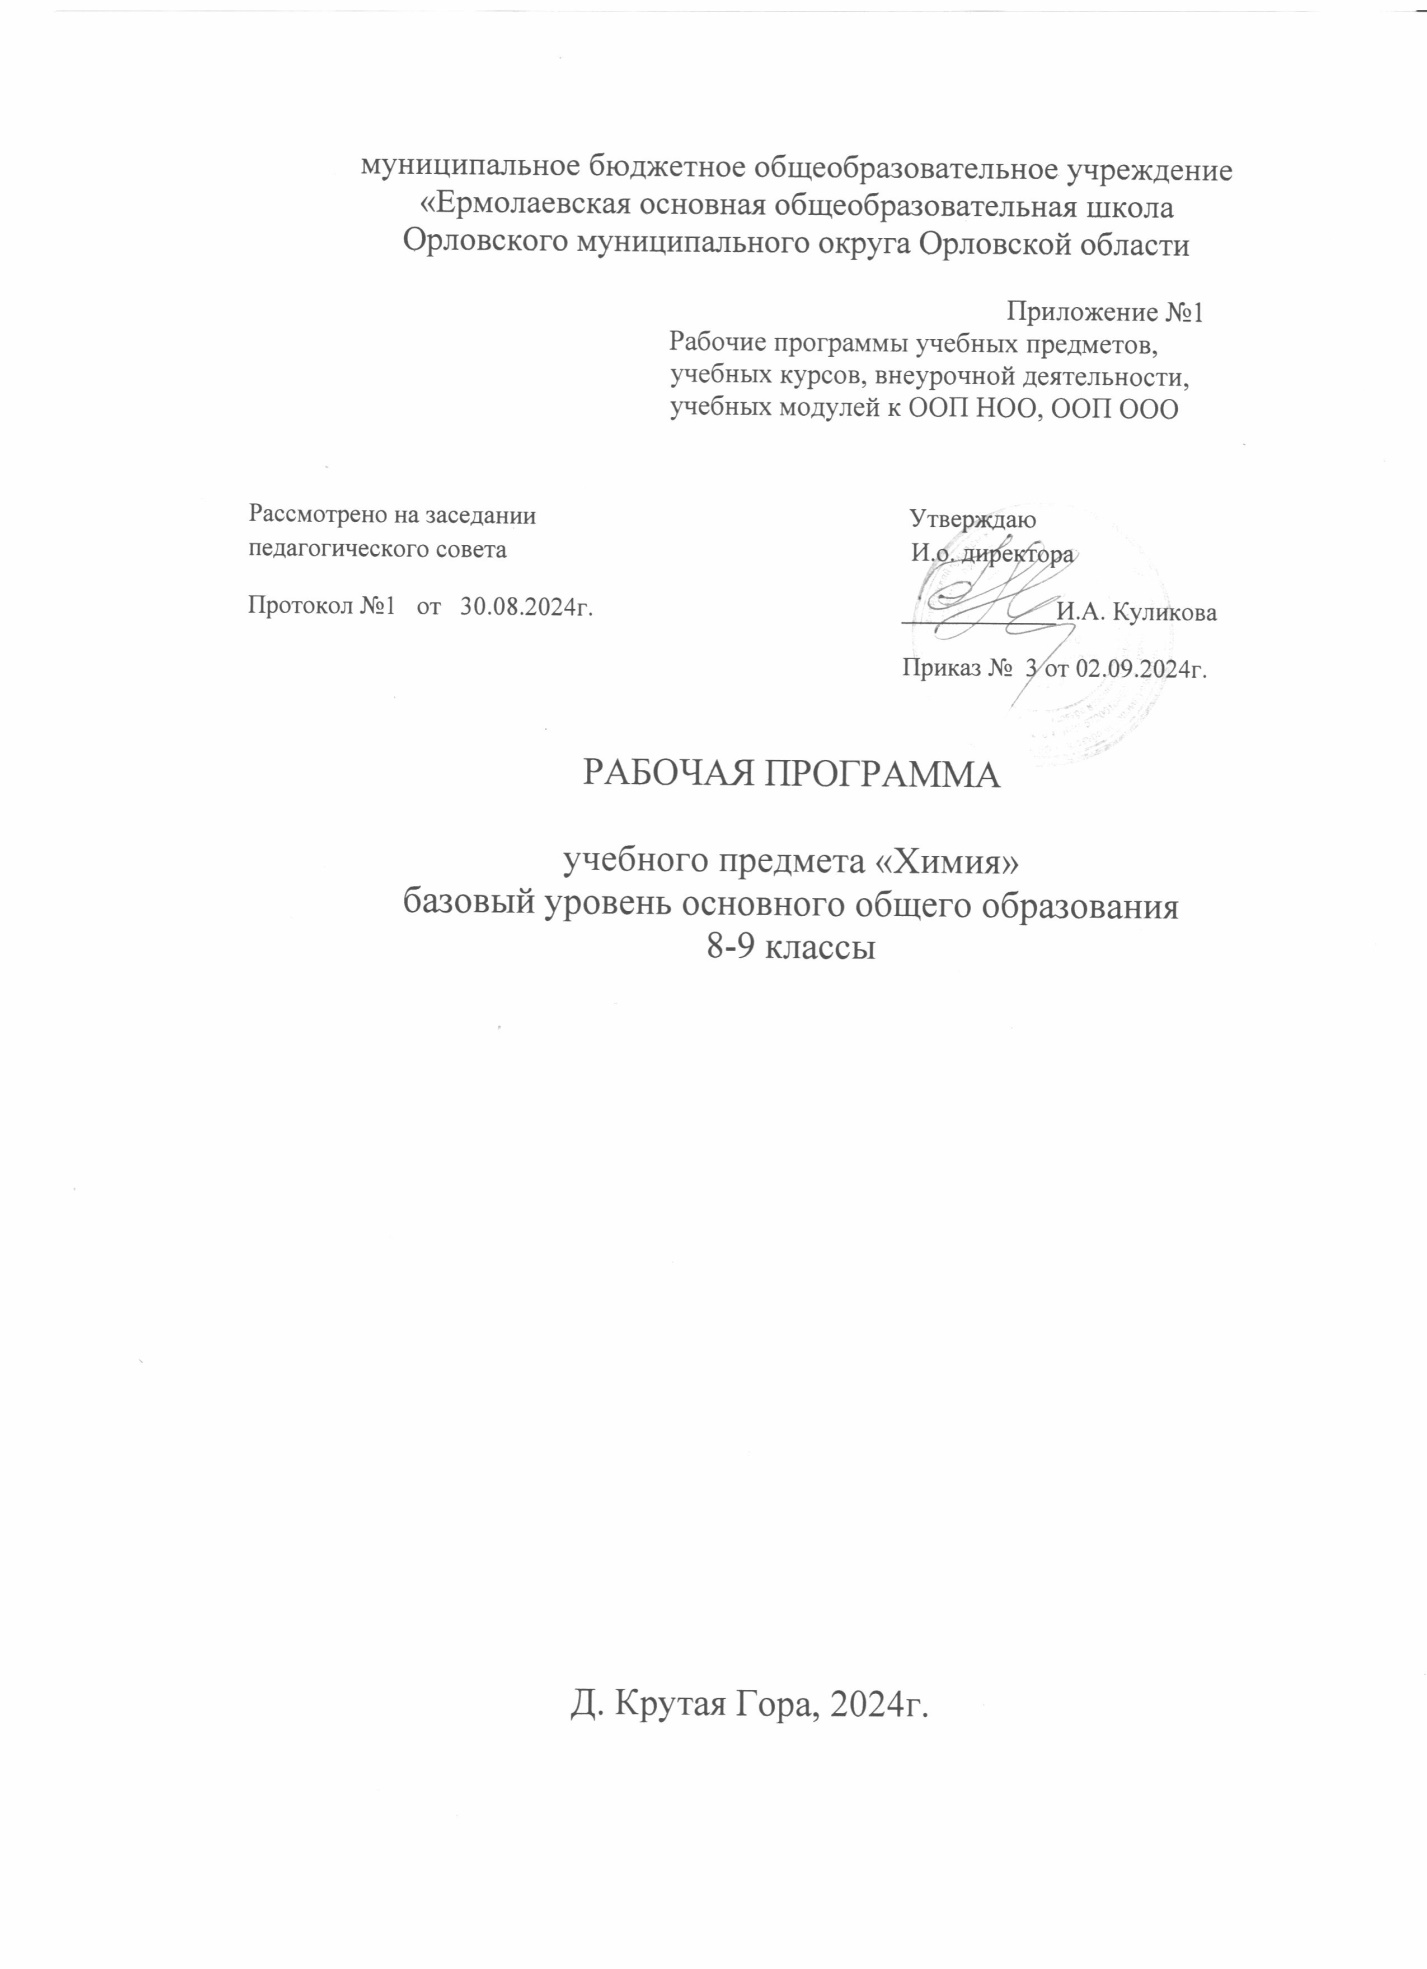 муниципальное бюджетное общеобразовательное учреждение
«Ермолаевская основная общеобразовательная школа
Орловского муниципального округа Орловской области
Приложение №1
Рабочие программы учебных предметов,
учебных курсов, внеурочной деятельности,
учебных модулей к ООП НОО, ООП ООО
Рассмотрено на заседании
педагогического совета
Протокол №1 от 30.08.2024г.
Утверждаю
И.о. директора
И.А. Куликова
Приказ № 3 от 02.09.2024г.
РАБОЧАЯ ПРОГРАММА
учебного предмета «Химия»
базовый уровень основного общего образования
8-9 классы
Д. Крутая Гора, 2024г.